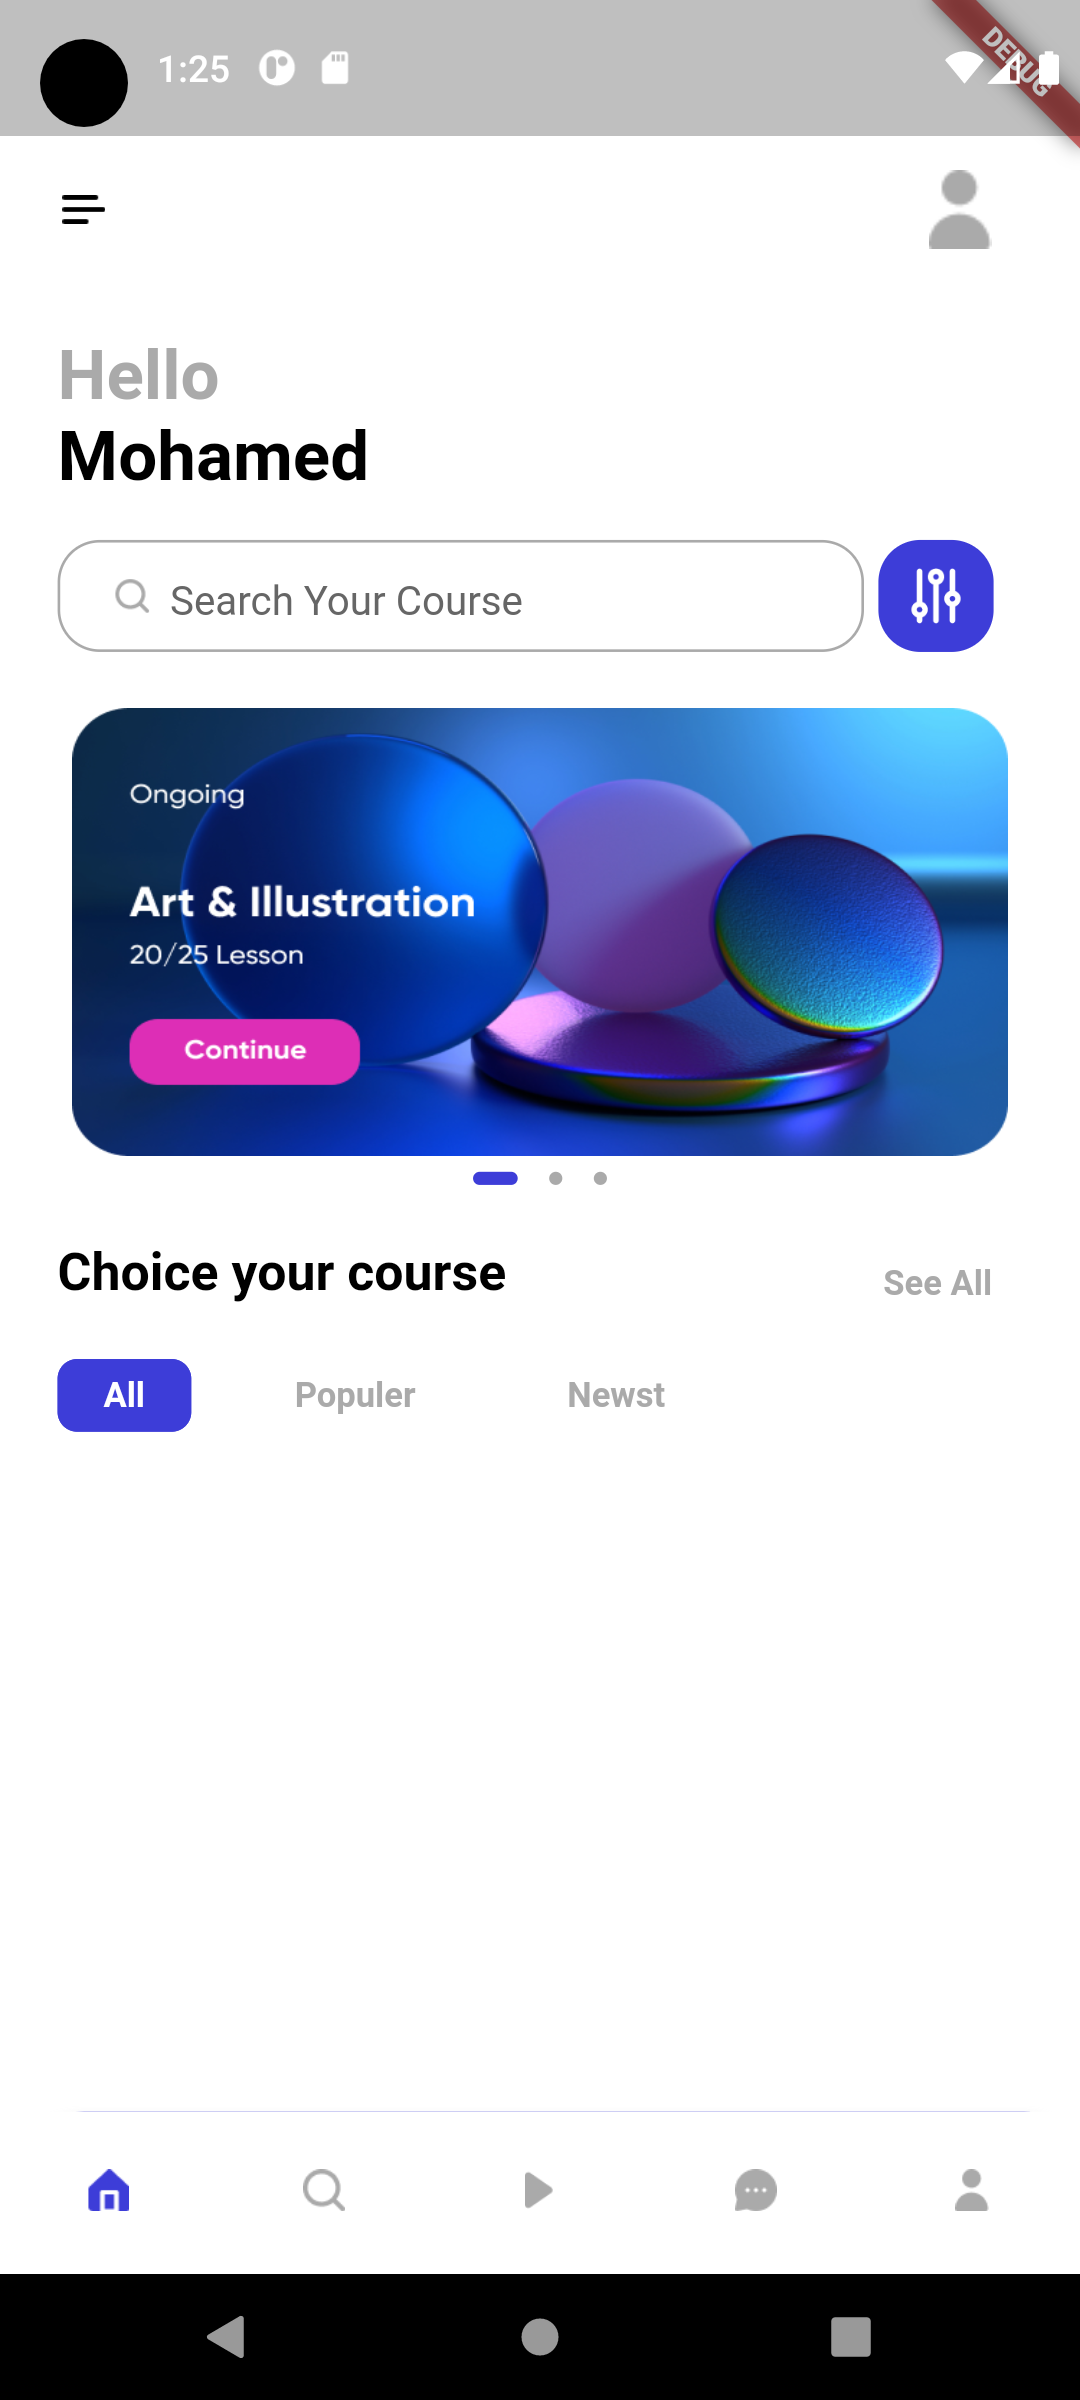 1:25
DEBUG
Hello
Mohamed
Search Your Course
Ongoing
Art & Illustration
20/25 Lesson
Continue
Choice your course
See All
All
Populer
Newst